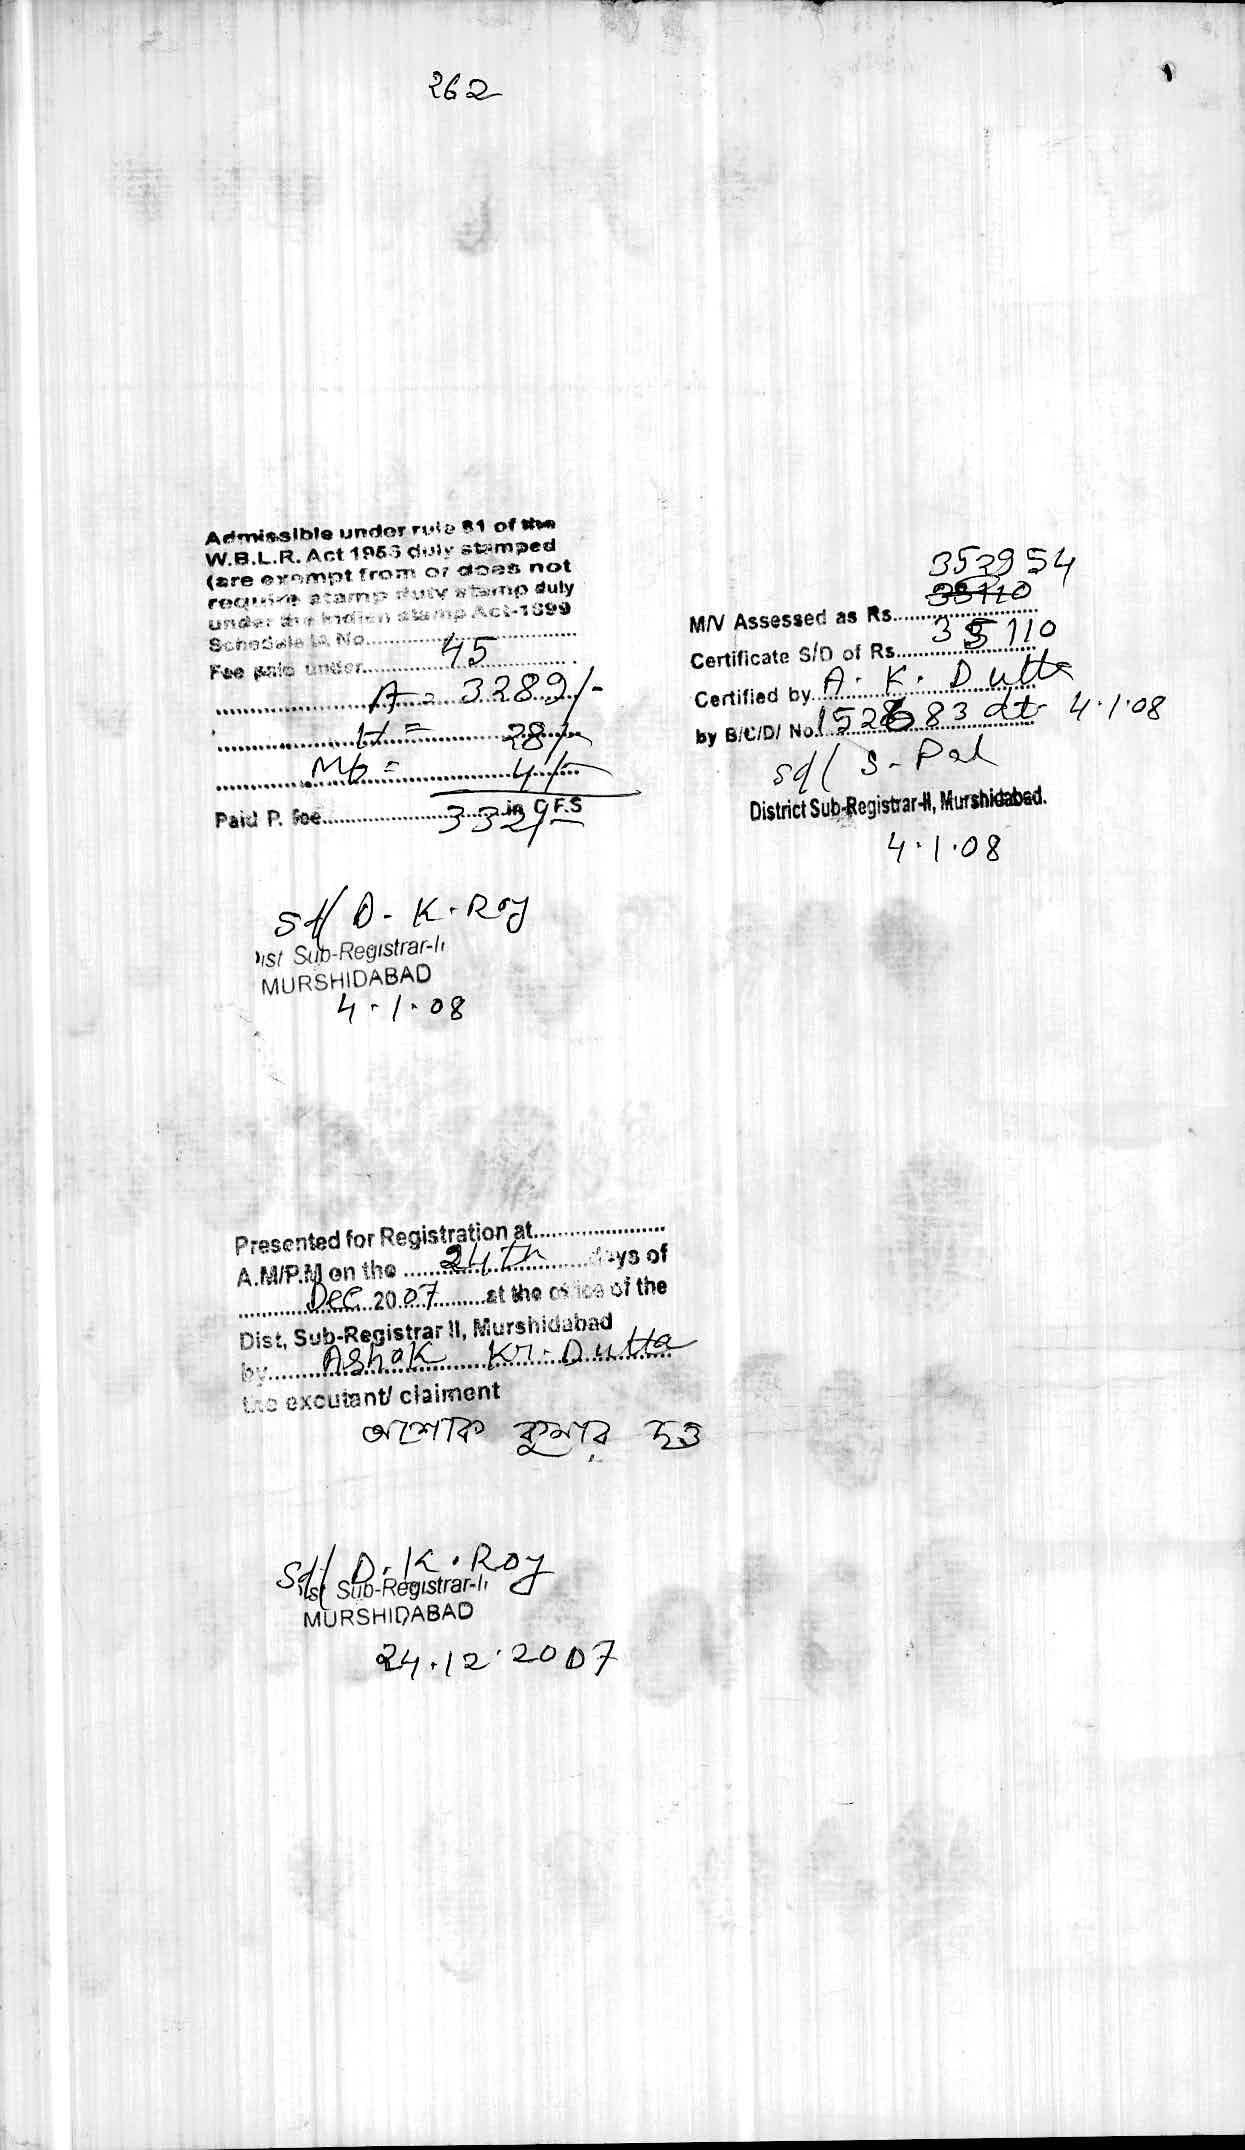 262
Admissible under rule 81 of the
W.B.L.R. Act 1955 duly stamped
(are exempt from or does not
require stamp duty stamp duly
under the Indian stamp Act-1899
Schedule IA No....................
Fee paid under.......45.......
A = 3289/-
H = 28/-
Mb = 4/-
Paid P. fee....................in C.F.S
3321/-
Sd/ D. K. Roy
Dist Sub-Registrar-II
MURSHIDABAD
4.1.08
352954
35110
M/V Assessed as Rs....................
Certificate S/D of Rs.......35110
Certified by A. K. Dutta
by B/C/D/ No. 152683 dt 4.1.08
Sd/ S. Pal
District Sub-Registrar-II, Murshidabad.
4.1.08
Presented for Registration at....................
A.M/P.M on the ......24th......days of
......Dec 2007......at the office of the
Dist, Sub-Registrar II, Murshidabad
by......Ashok Kr. Dutta
the excutant/ claiment
অশোক কুমার দত্ত
Sd/ D. K. Roy
Dist Sub-Registrar-II
MURSHIDABAD
24.12.2007